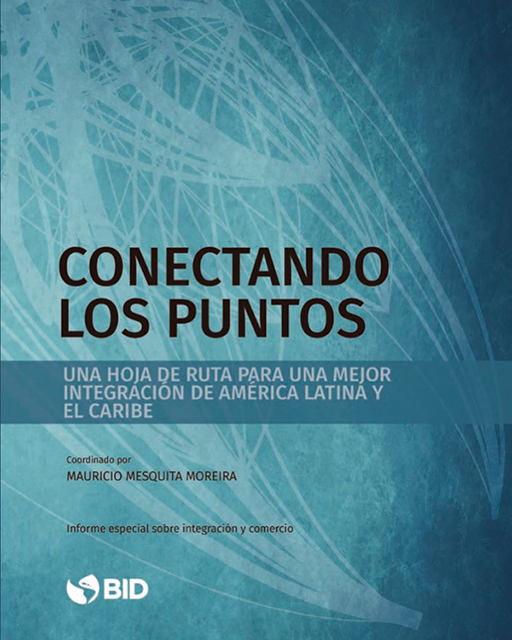 CONECTANDO
LOS PUNTOS
UNA HOJA DE RUTA PARA UNA MEJOR
INTEGRACIÓN DE AMÉRICA LATINA Y
EL CARIBE
Coordinado por
MAURICIO MESQUITA MOREIRA
Informe especial sobre integración y comercio
BID